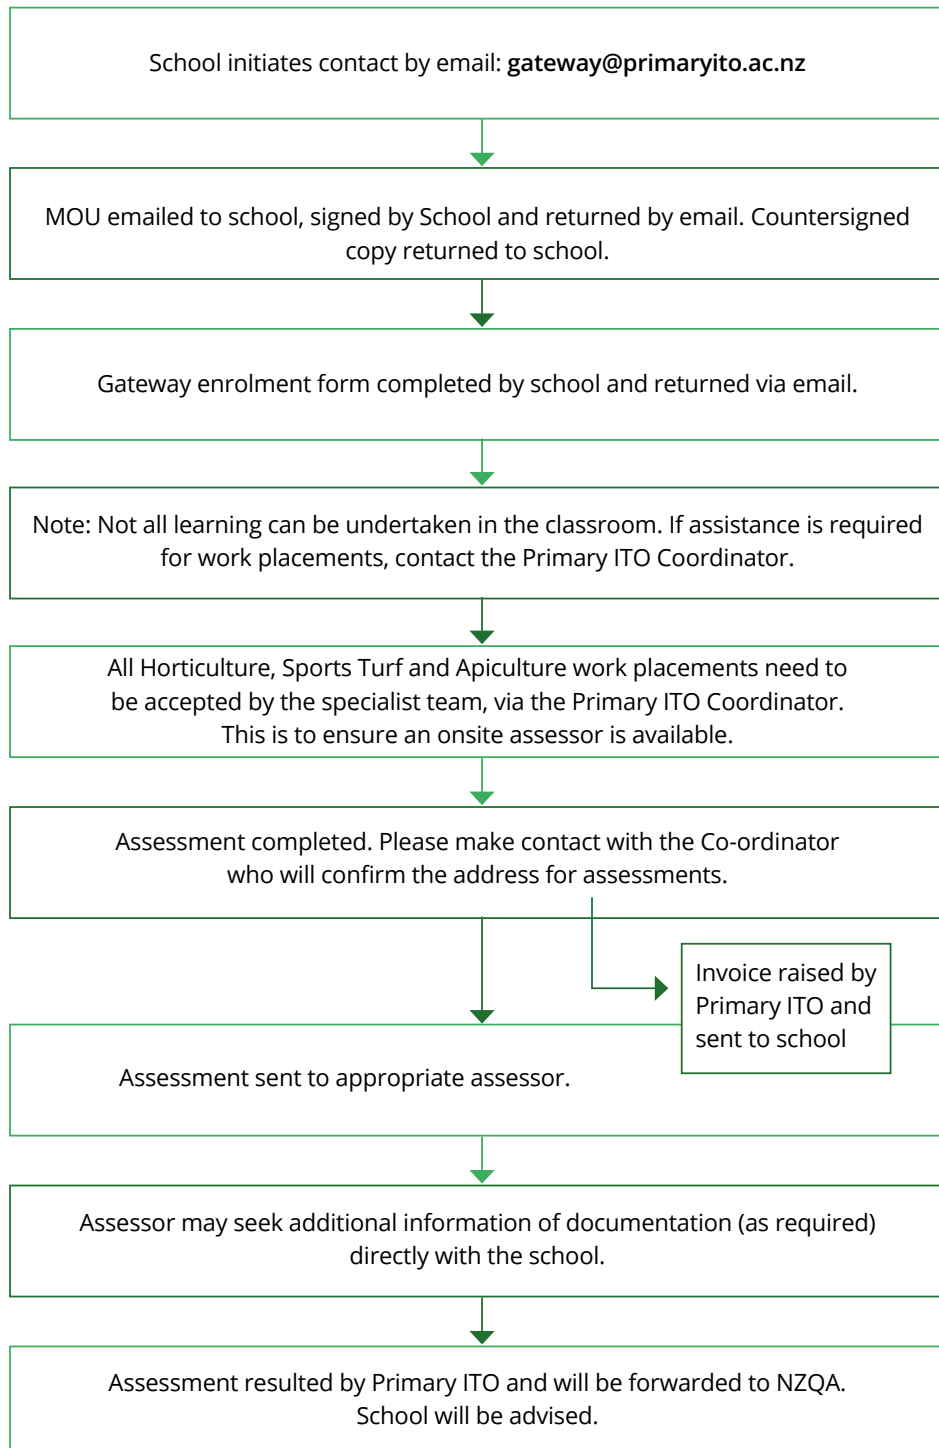 School initiates contact by email: gateway@primaryito.ac.nz
MOU emailed to school, signed by School and returned by email. Countersigned
copy returned to school.
Gateway enrolment form completed by school and returned via email.
Note: Not all learning can be undertaken in the classroom. If assistance is required
for work placements, contact the Primary ITO Coordinator.
All Horticulture, Sports Turf and Apiculture work placements need to
be accepted by the specialist team, via the Primary ITO Coordinator.
This is to ensure an onsite assessor is available.
Assessment completed. Please make contact with the Co-ordinator
who will confirm the address for assessments.
Invoice raised by
Primary ITO and
sent to school
Assessment sent to appropriate assessor.
Assessor may seek additional information of documentation (as required)
directly with the school.
Assessment resulted by Primary ITO and will be forwarded to NZQA.
School will be advised.